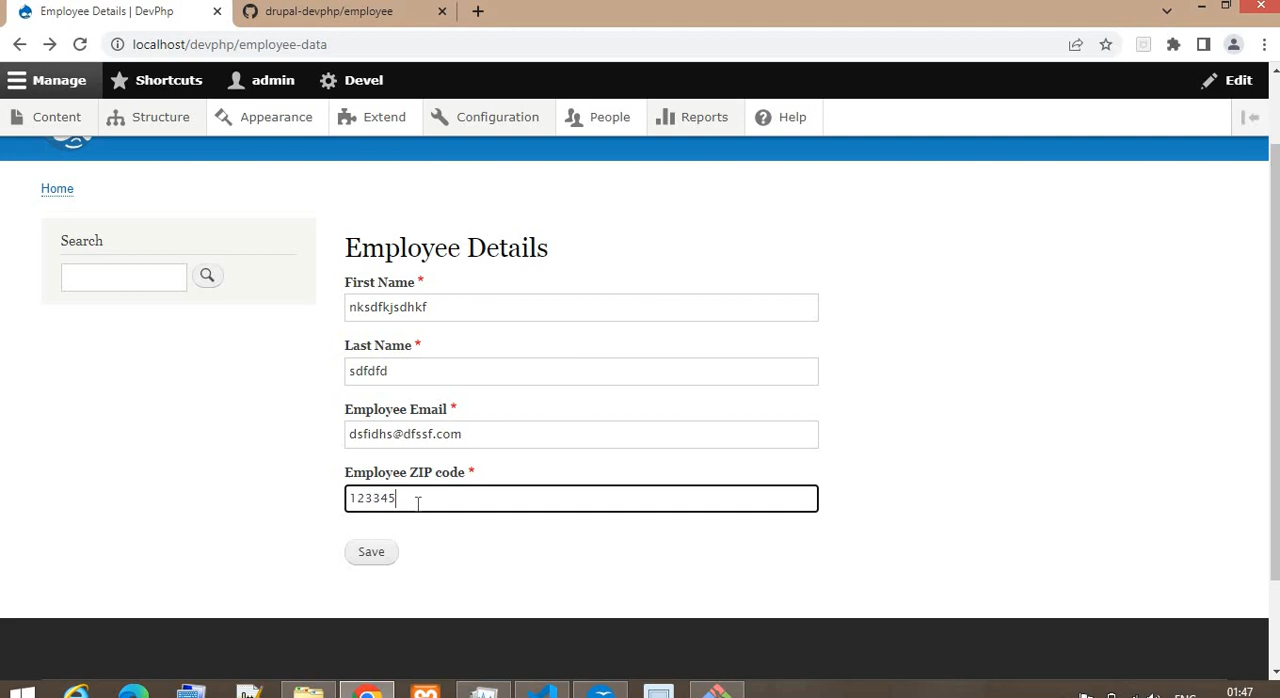 Employee Details | DevPhp
drupal-devphp/employee
localhost/devphp/employee-data
Manage Shortcuts admin Devel Edit
Content Structure Appearance Extend Configuration People Reports Help
Home
Search
Employee Details
First Name *
nksdfkjsdhkf
Last Name *
sdfdfd
Employee Email *
dsfidhs@dfssf.com
Employee ZIP code *
123345
Save
01:47